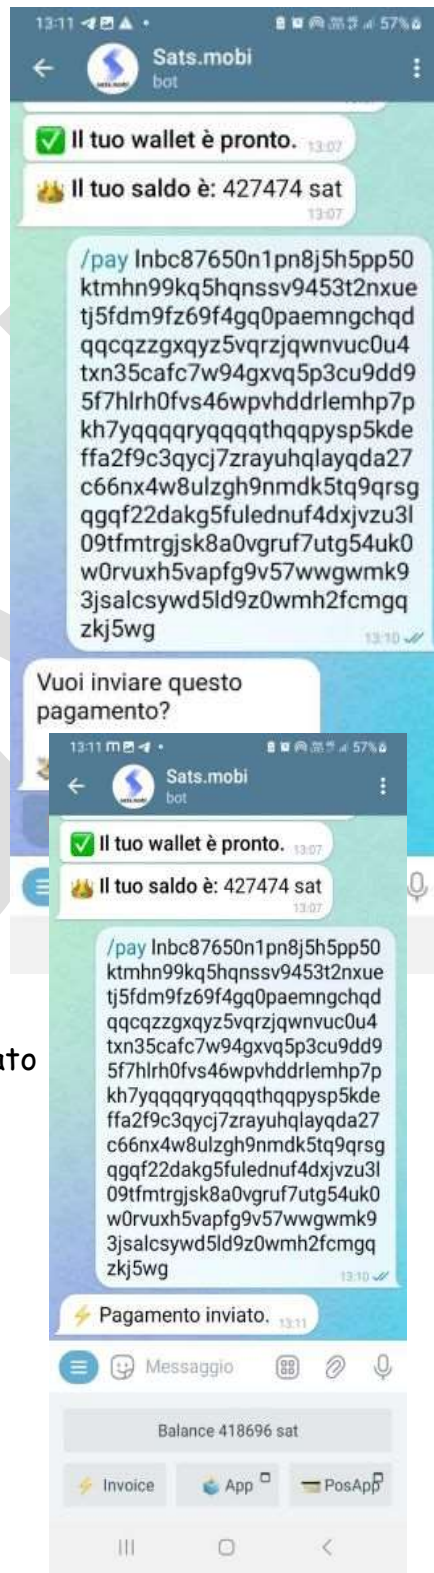 13:11
57%
Sats.mobi
bot
Il tuo wallet è pronto. 13:07
Il tuo saldo è: 427474 sat
13:07
/pay lnbc87650n1pn8j5h5pp50
ktmhn99kq5hqnssv9453t2nxue
tj5fdm9fz69f4gq0paemngchqd
qqcqzzgxqyz5vqrzjqwnvuc0u4
txn35cafc7w94gxvq5p3cu9dd9
5f7hlrh0fvs46wpvhddrlemhp7p
kh7yqqqqryqqqqthqqpysp5kde
ffa2f9c3qycj7zrayuhqlayqda27
c66nx4w8ulzgh9nmdk5tq9qrsg
qgqf22dakg5fulednuf4dxjvzu3l
09tfmtrgjsk8a0vgruf7utg54uk0
w0rvuxh5vapfg9v57wwgwmk9
3jsalcsywd5ld9z0wmh2fcmgq
zkj5wg
13:10
Vuoi inviare questo
pagamento?
ato
13:11
57%
Sats.mobi
bot
Il tuo wallet è pronto. 13:07
Il tuo saldo è: 427474 sat
13:07
/pay lnbc87650n1pn8j5h5pp50
ktmhn99kq5hqnssv9453t2nxue
tj5fdm9fz69f4gq0paemngchqd
qqcqzzgxqyz5vqrzjqwnvuc0u4
txn35cafc7w94gxvq5p3cu9dd9
5f7hlrh0fvs46wpvhddrlemhp7p
kh7yqqqqryqqqqthqqpysp5kde
ffa2f9c3qycj7zrayuhqlayqda27
c66nx4w8ulzgh9nmdk5tq9qrsg
qgqf22dakg5fulednuf4dxjvzu3l
09tfmtrgjsk8a0vgruf7utg54uk0
w0rvuxh5vapfg9v57wwgwmk9
3jsalcsywd5ld9z0wmh2fcmgq
zkj5wg
13:10
Pagamento inviato. 13:11
Messaggio
Balance 418696 sat
Invoice
App
PosApp